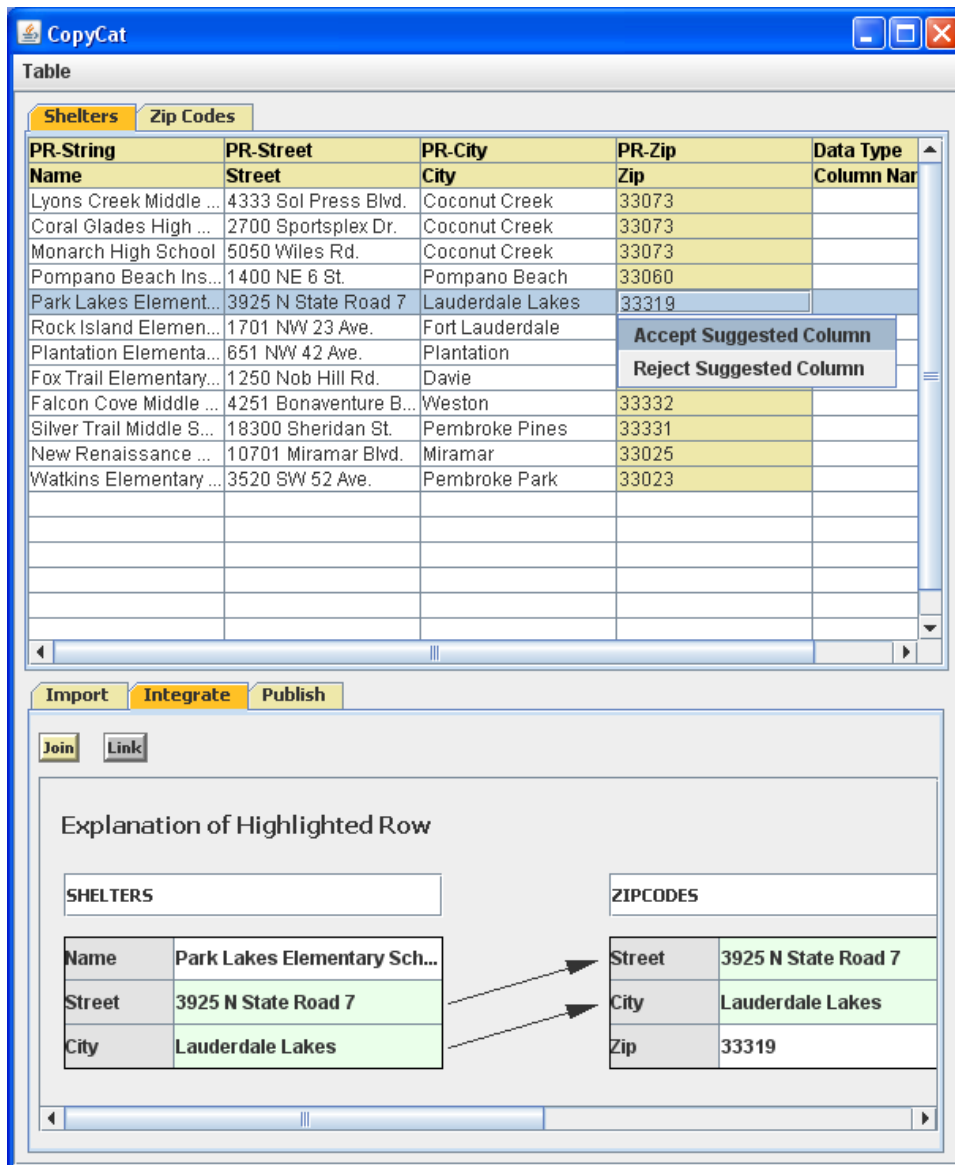 CopyCat
Table
Shelters Zip Codes
PR-String PR-Street PR-City PR-Zip Data Type
Name Street City Zip Column Nar
Lyons Creek Middle ... 4333 Sol Press Blvd. Coconut Creek 33073
Coral Glades High ... 2700 Sportsplex Dr. Coconut Creek 33073
Monarch High School 5050 Wiles Rd. Coconut Creek 33073
Pompano Beach Ins... 1400 NE 6 St. Pompano Beach 33060
Park Lakes Element... 3925 N State Road 7 Lauderdale Lakes 33319
Rock Island Elemen... 1701 NW 23 Ave. Fort Lauderdale
Accept Suggested Column
Plantation Elementa... 651 NW 42 Ave. Plantation
Reject Suggested Column
Fox Trail Elementary... 1250 Nob Hill Rd. Davie
Falcon Cove Middle ... 4251 Bonaventure B... Weston 33332
Silver Trail Middle S... 18300 Sheridan St. Pembroke Pines 33331
New Renaissance ... 10701 Miramar Blvd. Miramar 33025
Watkins Elementary ... 3520 SW 52 Ave. Pembroke Park 33023
Import Integrate Publish
Join Link
Explanation of Highlighted Row
SHELTERS ZIPCODES
Name Park Lakes Elementary Sch... Street 3925 N State Road 7
Street 3925 N State Road 7 City Lauderdale Lakes
City Lauderdale Lakes Zip 33319